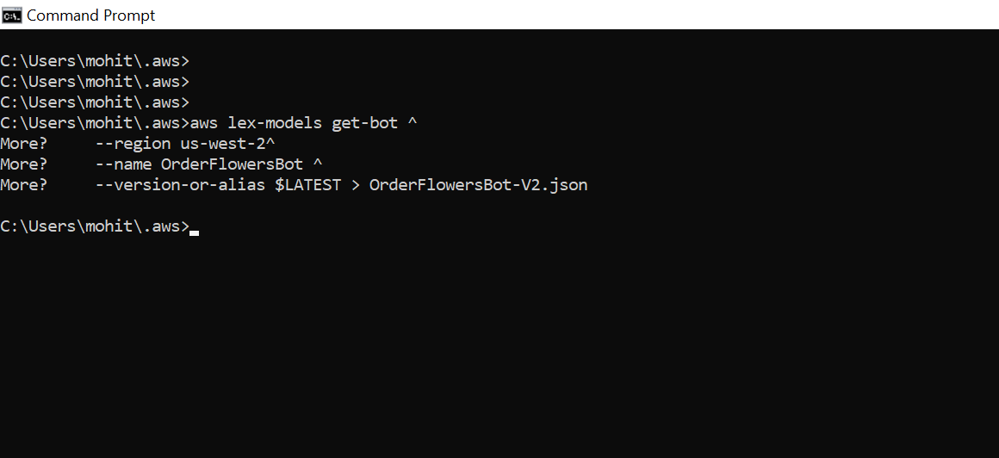 Command Prompt
C:\Users\mohit\.aws>
C:\Users\mohit\.aws>
C:\Users\mohit\.aws>
C:\Users\mohit\.aws>aws lex-models get-bot ^
More?     --region us-west-2^
More?     --name OrderFlowersBot ^
More?     --version-or-alias $LATEST > OrderFlowersBot-V2.json
C:\Users\mohit\.aws>